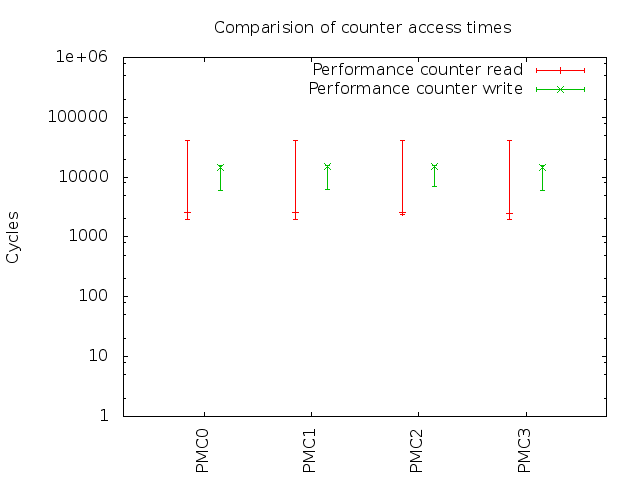 Comparision of counter access times
1e+06
100000
10000
1000
100
10
1
Cycles
Performance counter read
Performance counter write
PMC0
PMC1
PMC2
PMC3